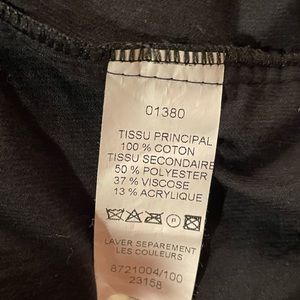 01380
TISSU PRINCIPAL
100 % COTON
TISSU SECONDAIRE
50 % POLYESTER
37 % VISCOSE
13 % ACRYLIQUE
P
LAVER SEPAREMENT
LES COULEURS
8721004/100
23158